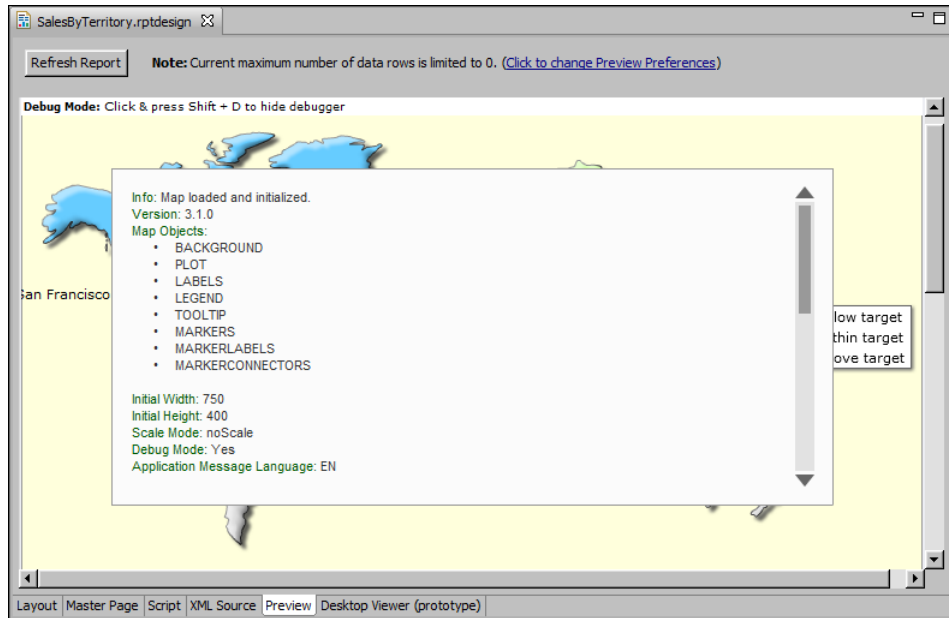 SalesByTerritory.rptdesign
Refresh Report Note: Current maximum number of data rows is limited to 0. (Click to change Preview Preferences)
Debug Mode: Click & press Shift + D to hide debugger
Info: Map loaded and initialized.
Version: 3.1.0
Map Objects:
• BACKGROUND
• PLOT
• LABELS
• LEGEND
• TOOLTIP
• MARKERS
• MARKERLABELS
• MARKERCONNECTORS
San Francisco
low target
thin target
ove target
Initial Width: 750
Initial Height: 400
Scale Mode: noScale
Debug Mode: Yes
Application Message Language: EN
Layout Master Page Script XML Source Preview Desktop Viewer (prototype)